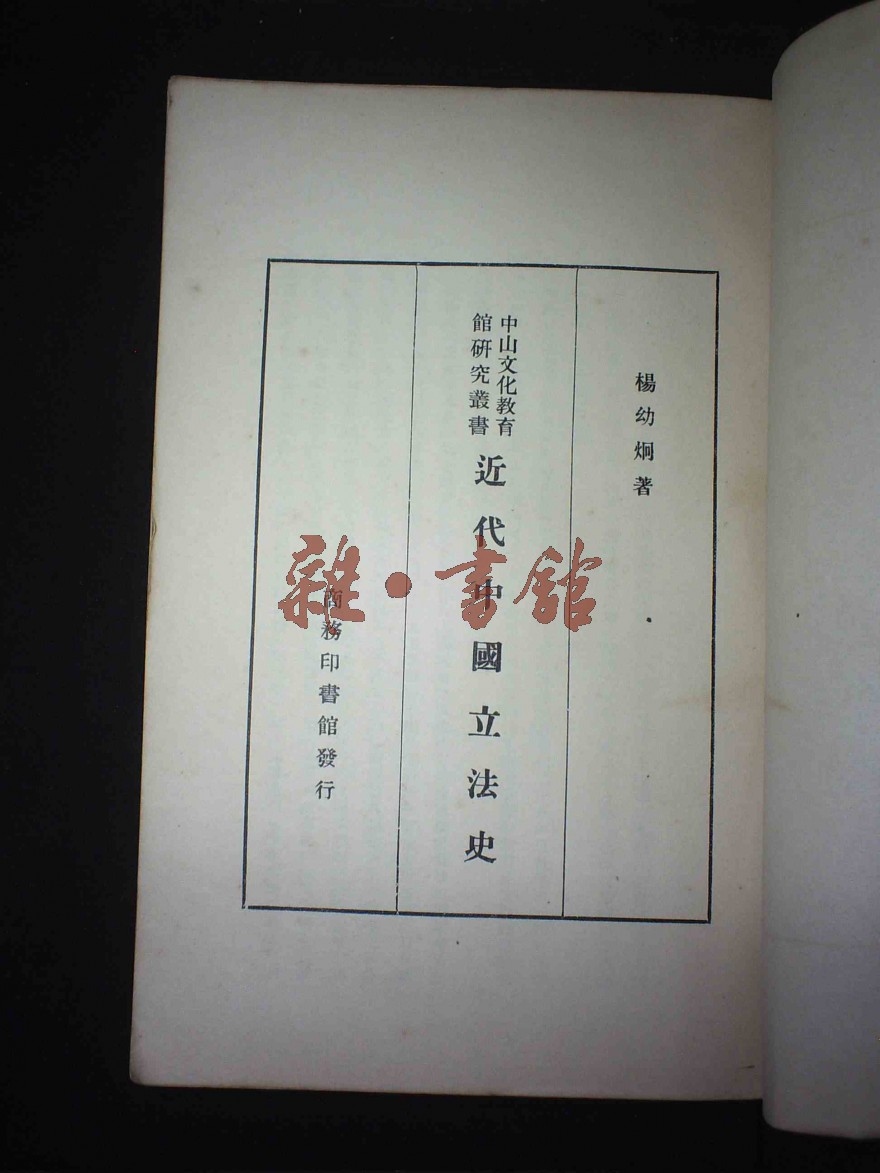 楊幼炯著
中山文化教育
館硏究叢書
近代中國立法史
商務印書館發行
雜·書館